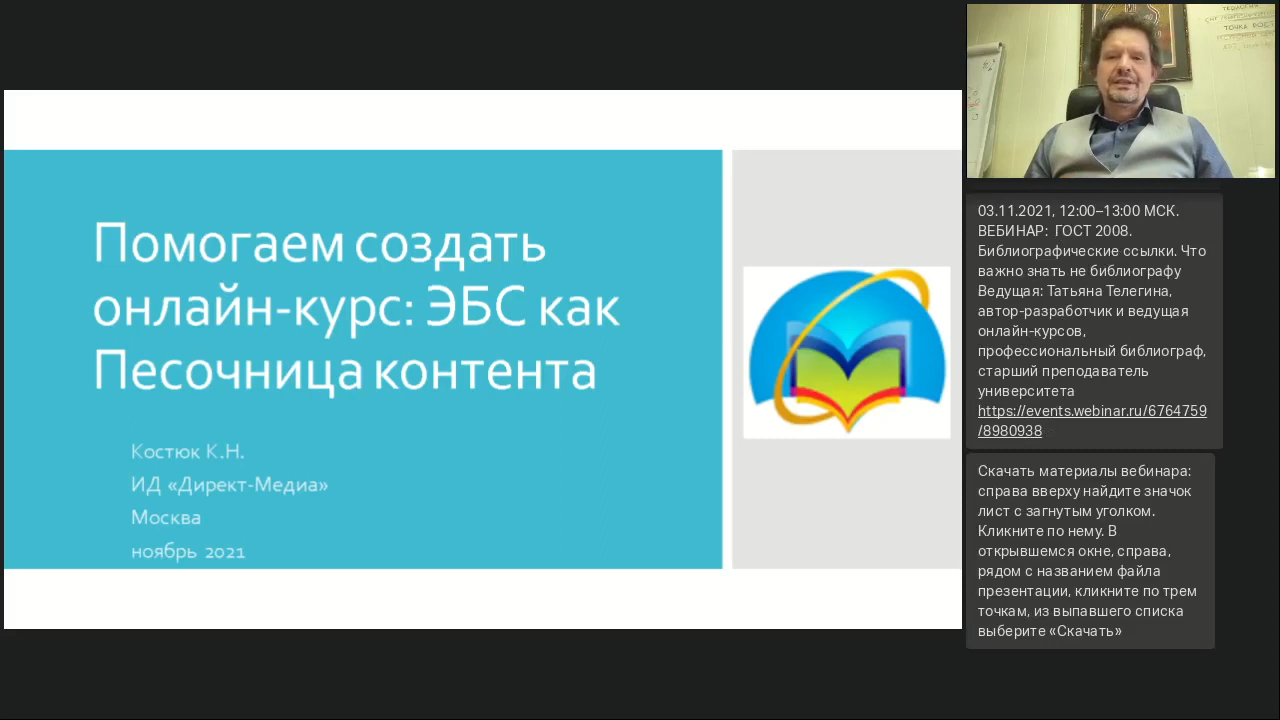 Помогаем создать
онлайн-курс: ЭБС как
Песочница контента
Костюк К.Н.
ИД «Директ-Медиа»
Москва
ноябрь 2021
ТОЧКА РОСТ
03.11.2021, 12:00–13:00 МСК.
ВЕБИНАР:  ГОСТ 2008.
Библиографические ссылки. Что
важно знать не библиографу
Ведущая: Татьяна Телегина,
автор-разработчик и ведущая
онлайн-курсов,
профессиональный библиограф,
старший преподаватель
университета
https://events.webinar.ru/6764759
/8980938
Скачать материалы вебинара:
справа вверху найдите значок
лист с загнутым уголком.
Кликните по нему. В
открывшемся окне, справа,
рядом с названием файла
презентации, кликните по трем
точкам, из выпавшего списка
выберите «Скачать»